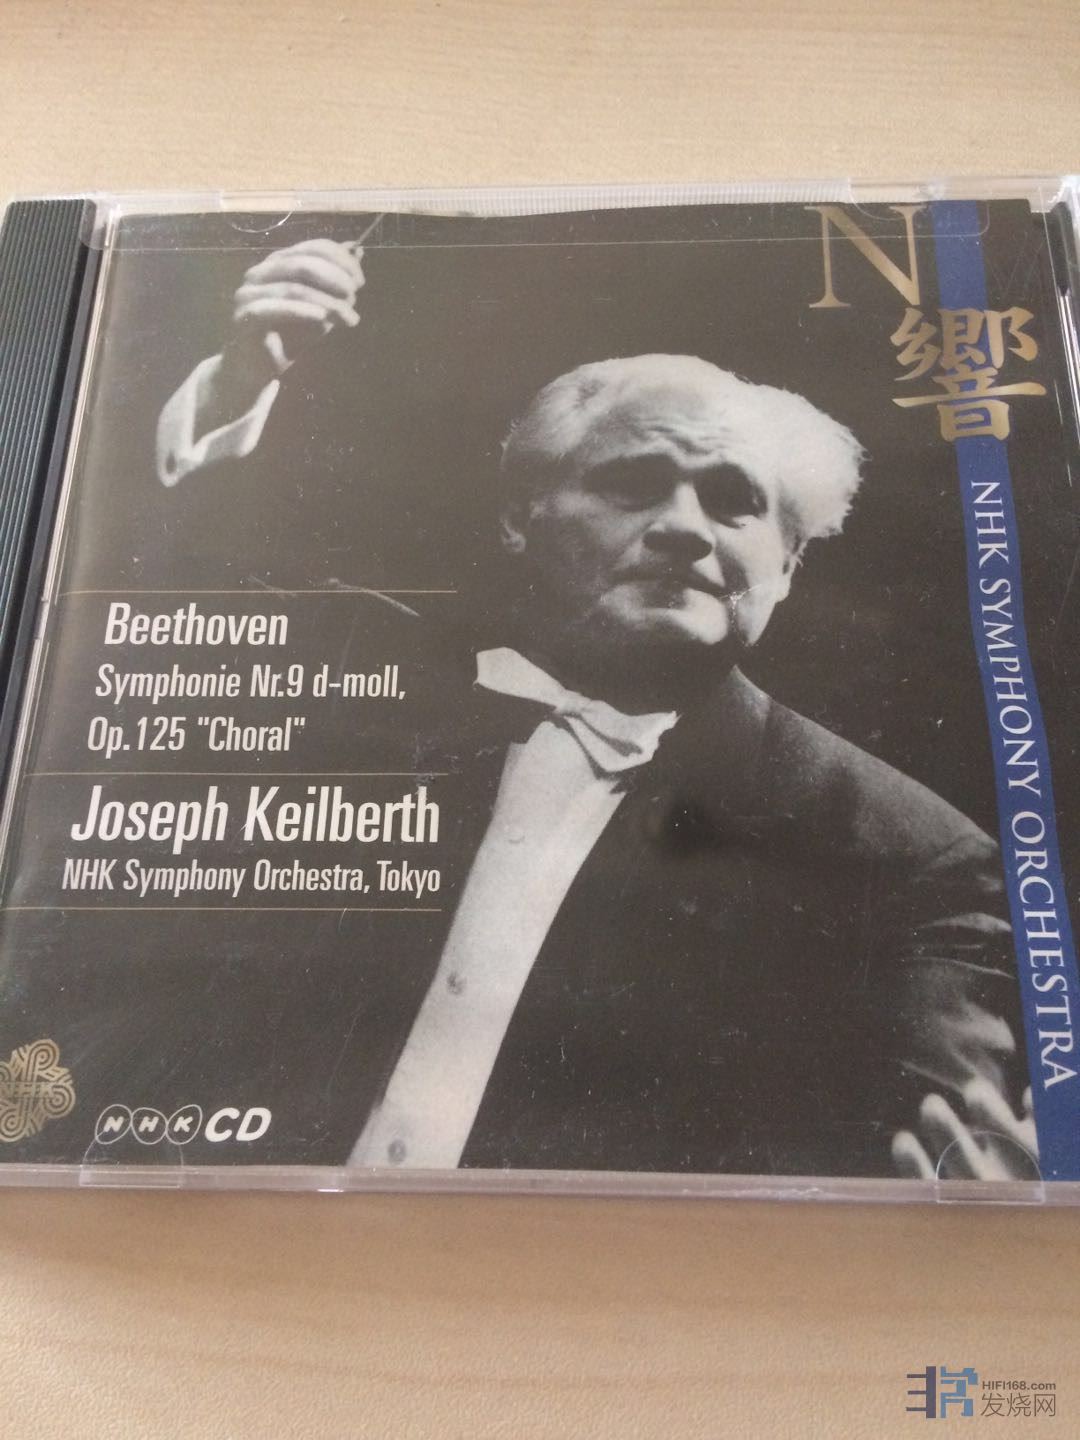 N
響
NHK SYMPHONY ORCHESTRA
Beethoven
Symphonie Nr.9 d-moll,
Op.125 "Choral"
Joseph Keilberth
NHK Symphony Orchestra, Tokyo
NHKS
NHK CD
HIFI168.com
发烧网